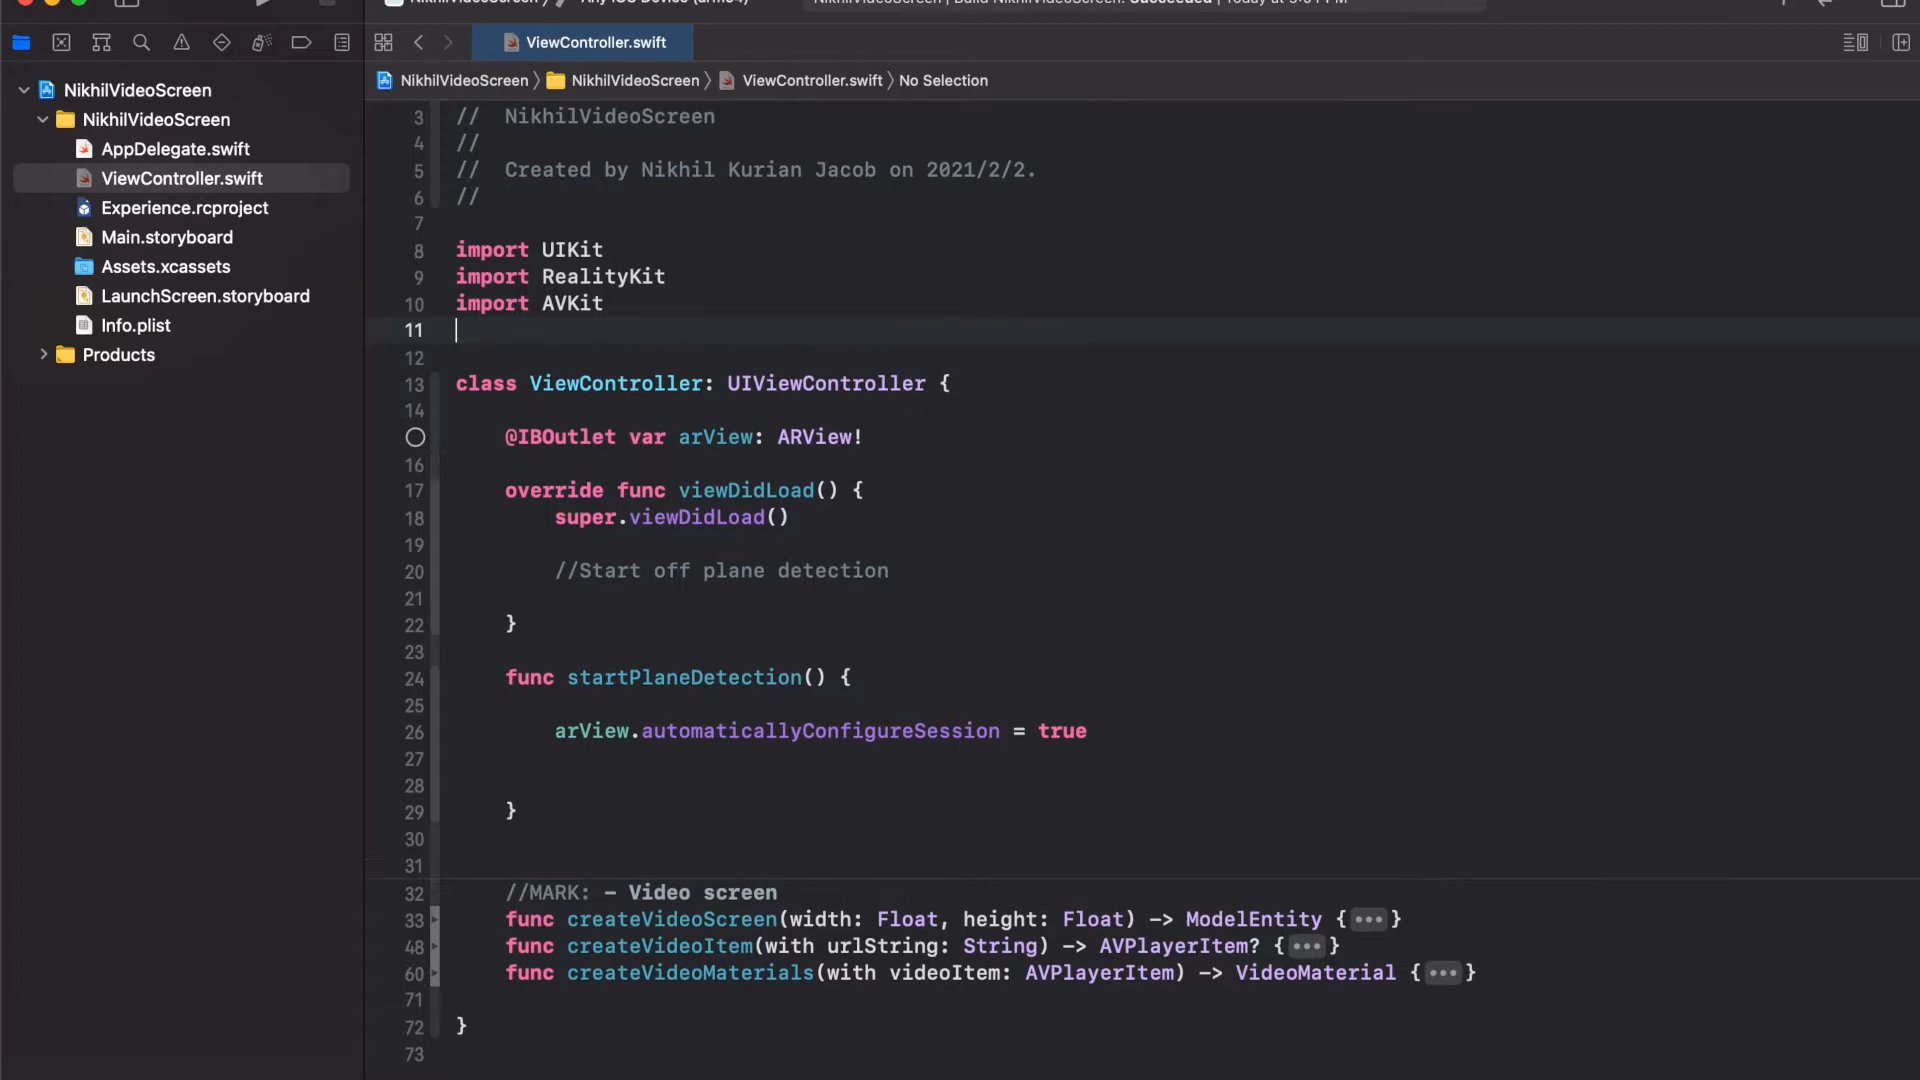 ViewController.swift
NikhilVideoScreen 〉 NikhilVideoScreen 〉 ViewController.swift 〉 No Selection
NikhilVideoScreen
NikhilVideoScreen
AppDelegate.swift
ViewController.swift
Experience.rcproject
Main.storyboard
Assets.xcassets
LaunchScreen.storyboard
Info.plist
Products
3 //  NikhilVideoScreen
4 //
5 //  Created by Nikhil Kurian Jacob on 2021/2/2.
6 //
7
8 import UIKit
9 import RealityKit
10 import AVKit
11
12
13 class ViewController: UIViewController {
14
    @IBOutlet var arView: ARView!
16
17     override func viewDidLoad() {
18         super.viewDidLoad()
19
20         //Start off plane detection
21
22     }
23
24     func startPlaneDetection() {
25
26         arView.automaticallyConfigureSession = true
27
28
29     }
30
31
32     //MARK: - Video screen
33     func createVideoScreen(width: Float, height: Float) -> ModelEntity {•••}
48     func createVideoItem(with urlString: String) -> AVPlayerItem? {•••}
60     func createVideoMaterials(with videoItem: AVPlayerItem) -> VideoMaterial {•••}
71
72 }
73